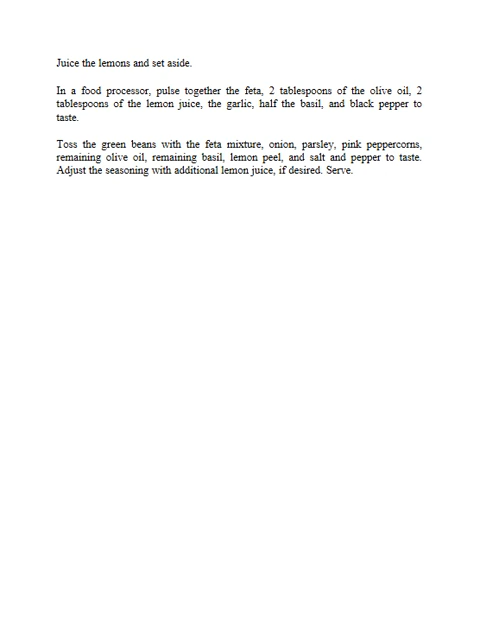 Juice the lemons and set aside.
In a food processor, pulse together the feta, 2 tablespoons of the olive oil, 2
tablespoons of the lemon juice, the garlic, half the basil, and black pepper to
taste.
Toss the green beans with the feta mixture, onion, parsley, pink peppercorns,
remaining olive oil, remaining basil, lemon peel, and salt and pepper to taste.
Adjust the seasoning with additional lemon juice, if desired. Serve.